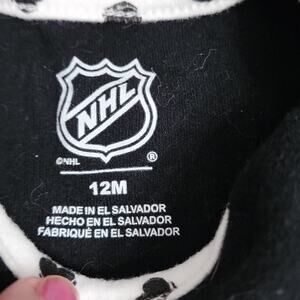 NHL
©NHL ®
12M
MADE IN EL SALVADOR
HECHO EN EL SALVADOR
FABRIQUÉ EN EL SALVADOR